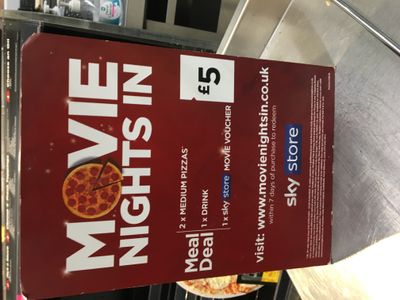 MOVIE
NIGHTS IN
Meal
Deal
2 x MEDIUM PIZZAS*
1 x DRINK
1 x sky store MOVIE VOUCHER
£5
visit: www.movienightsin.co.uk
within 7 days of purchase to redeem
sky store